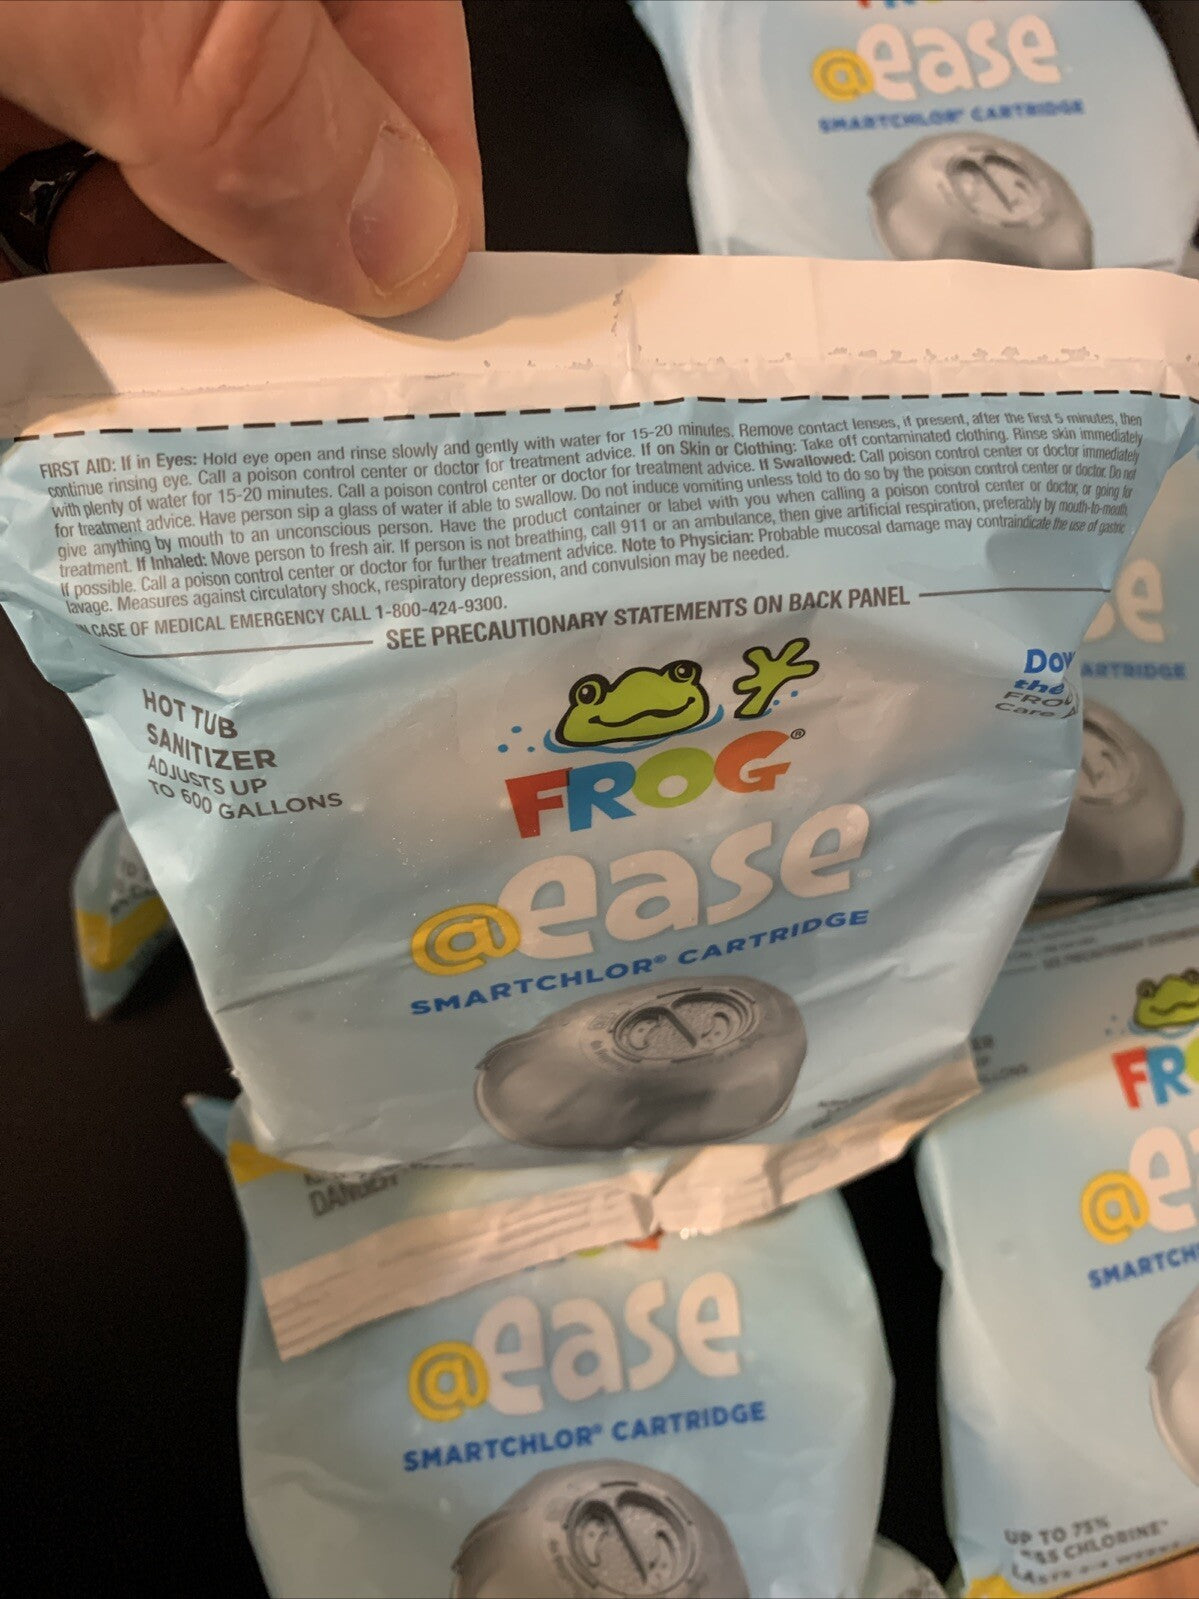 ease
@
SMARTCHLOR® CARTRIDGE
FIRST AID: If in Eyes: Hold eye open and rinse slowly and gently with water for 15-20 minutes. Remove contact lenses, if present, after the first 5 minutes, then
continue rinsing eye. Call a poison control center or doctor for treatment advice. If on Skin or Clothing: Take off contaminated clothing. Rinse skin immediately
with plenty of water for 15-20 minutes. Call a poison control center or doctor for treatment advice. If Swallowed: Call poison control center or doctor immediately
for treatment advice. Have person sip a glass of water if able to swallow. Do not induce vomiting unless told to do so by the poison control center or doctor. Do not
give anything by mouth to an unconscious person. Have the product container or label with you when calling a poison control center or doctor, or going for
treatment. If Inhaled: Move person to fresh air. If person is not breathing, call 911 or an ambulance, then give artificial respiration, preferably by mouth-to-mouth,
if possible. Call a poison control center or doctor for further treatment advice. Note to Physician: Probable mucosal damage may contraindicate the use of gastric
lavage. Measures against circulatory shock, respiratory depression, and convulsion may be needed.
IN CASE OF MEDICAL EMERGENCY CALL 1-800-424-9300.
SEE PRECAUTIONARY STATEMENTS ON BACK PANEL
HOT TUB
SANITIZER
ADJUSTS UP
TO 600 GALLONS
FROG®
@ease
SMARTCHLOR® CARTRIDGE
the
Care
DANGER
se
ARTRIDGE
@ease
SMARTCHLOR® CARTRIDGE
FR
@e
SMARTCH
UP TO 75%
CHLORINE